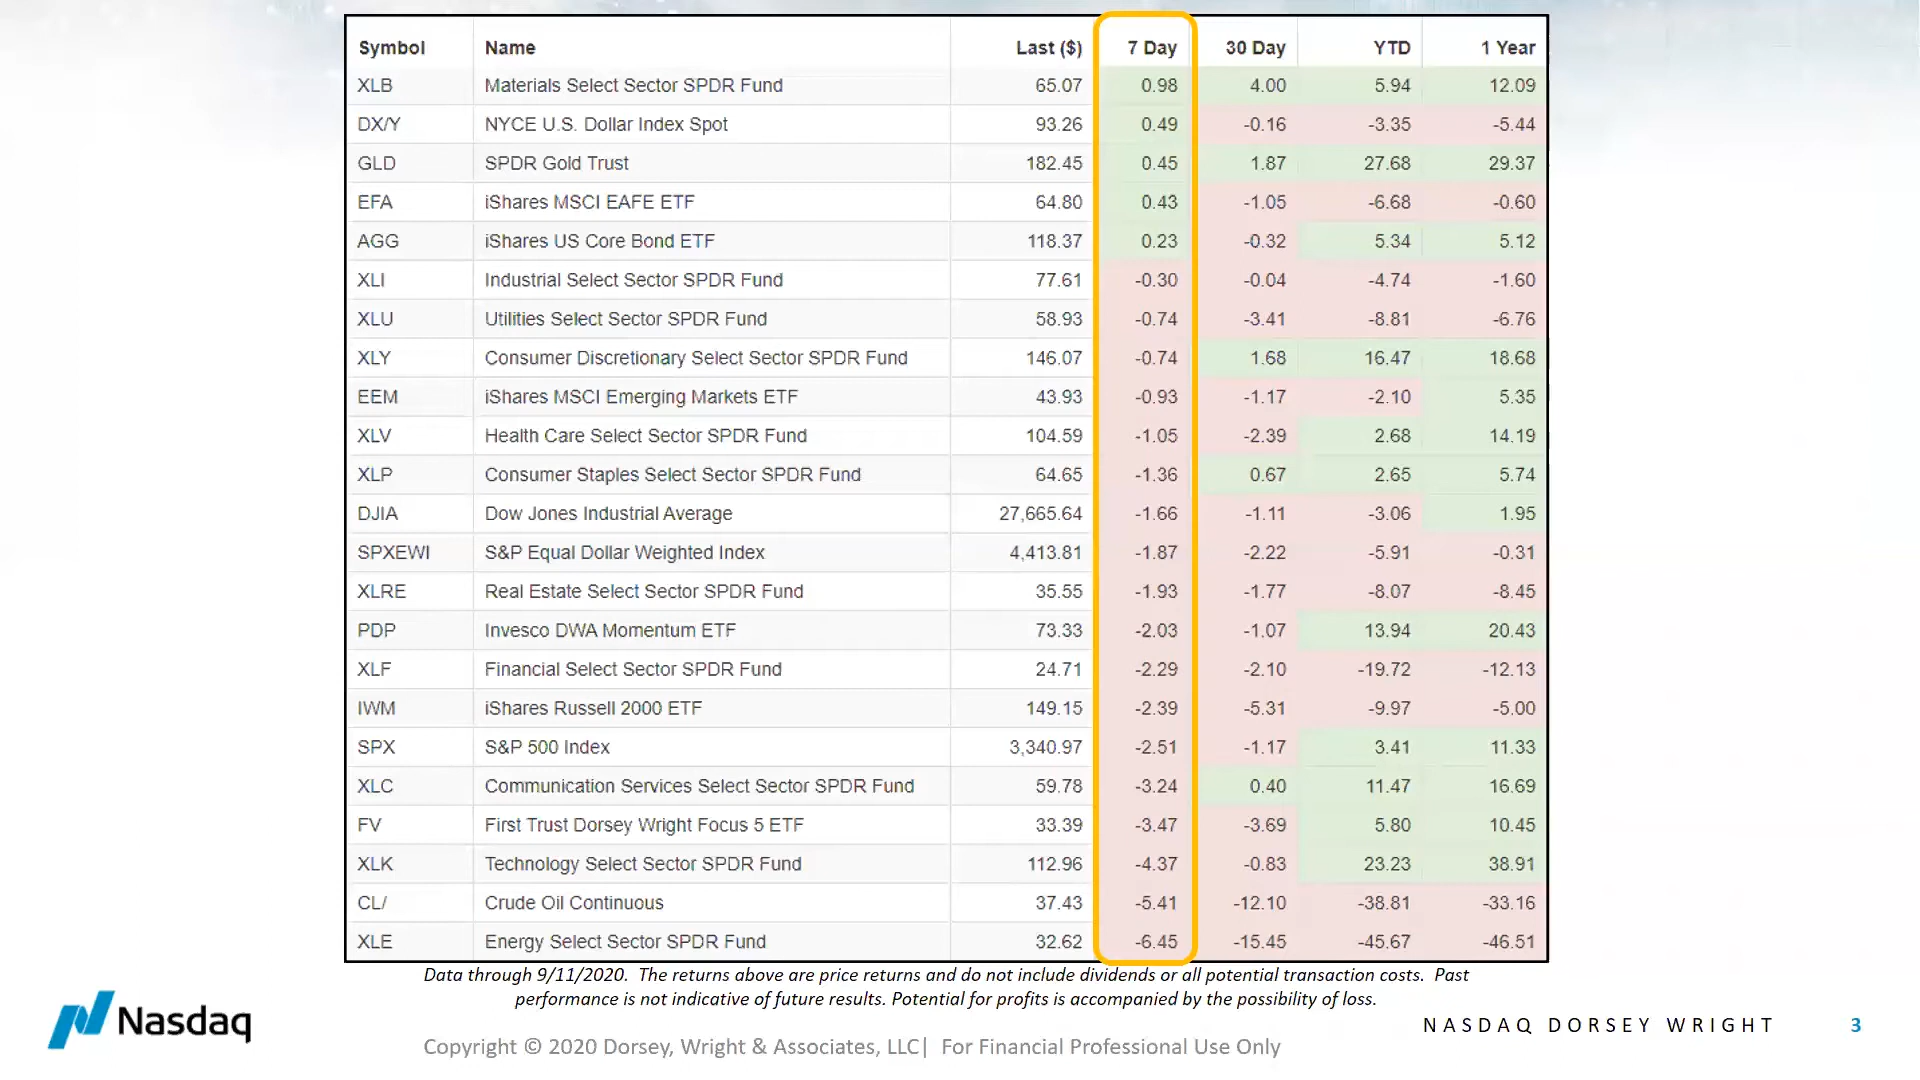 Symbol Name Last ($) 7 Day 30 Day YTD 1 Year
XLB Materials Select Sector SPDR Fund 65.07 0.98 4.00 5.94 12.09
DX/Y NYCE U.S. Dollar Index Spot 93.26 0.49 -0.16 -3.35 -5.44
GLD SPDR Gold Trust 182.45 0.45 1.87 27.68 29.37
EFA iShares MSCI EAFE ETF 64.80 0.43 -1.05 -6.68 -0.60
AGG iShares US Core Bond ETF 118.37 0.23 -0.32 5.34 5.12
XLI Industrial Select Sector SPDR Fund 77.61 -0.30 -0.04 -4.74 -1.60
XLU Utilities Select Sector SPDR Fund 58.93 -0.74 -3.41 -8.81 -6.76
XLY Consumer Discretionary Select Sector SPDR Fund 146.07 -0.74 1.68 16.47 18.68
EEM iShares MSCI Emerging Markets ETF 43.93 -0.93 -1.17 -2.10 5.35
XLV Health Care Select Sector SPDR Fund 104.59 -1.05 -2.39 2.68 14.19
XLP Consumer Staples Select Sector SPDR Fund 64.65 -1.36 0.67 2.65 5.74
DJIA Dow Jones Industrial Average 27,665.64 -1.66 -1.11 -3.06 1.95
SPXEWI S&P Equal Dollar Weighted Index 4,413.81 -1.87 -2.22 -5.91 -0.31
XLRE Real Estate Select Sector SPDR Fund 35.55 -1.93 -1.77 -8.07 -8.45
PDP Invesco DWA Momentum ETF 73.33 -2.03 -1.07 13.94 20.43
XLF Financial Select Sector SPDR Fund 24.71 -2.29 -2.10 -19.72 -12.13
IWM iShares Russell 2000 ETF 149.15 -2.39 -5.31 -9.97 -5.00
SPX S&P 500 Index 3,340.97 -2.51 -1.17 3.41 11.33
XLC Communication Services Select Sector SPDR Fund 59.78 -3.24 0.40 11.47 16.69
FV First Trust Dorsey Wright Focus 5 ETF 33.39 -3.47 -3.69 5.80 10.45
XLK Technology Select Sector SPDR Fund 112.96 -4.37 -0.83 23.23 38.91
CL/ Crude Oil Continuous 37.43 -5.41 -12.10 -38.81 -33.16
XLE Energy Select Sector SPDR Fund 32.62 -6.45 -15.45 -45.67 -46.51
Data through 9/11/2020. The returns above are price returns and do not include dividends or all potential transaction costs. Past
performance is not indicative of future results. Potential for profits is accompanied by the possibility of loss.
Nasdaq
NASDAQ DORSEY WRIGHT 3
Copyright © 2020 Dorsey, Wright & Associates, LLC| For Financial Professional Use Only